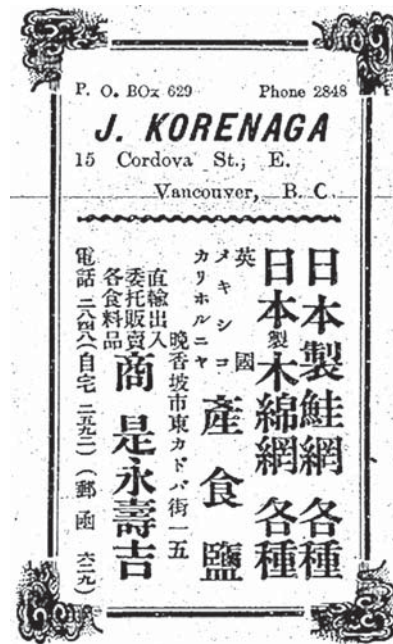 P. O. BOx 629 Phone 2848
J. KORENAGA
15 Cordova St.; E.
Vancouver, B. C.
日本製鮭網各種
日本製木綿網各種
英國
メキシコ
カリホルニヤ
產食鹽
晩香坡市東カドバ街一五
直輸出入
委托販賣
各食料品
商 是永壽吉
電話 二八四八(自宅 二五九二)(郵函 六二九)